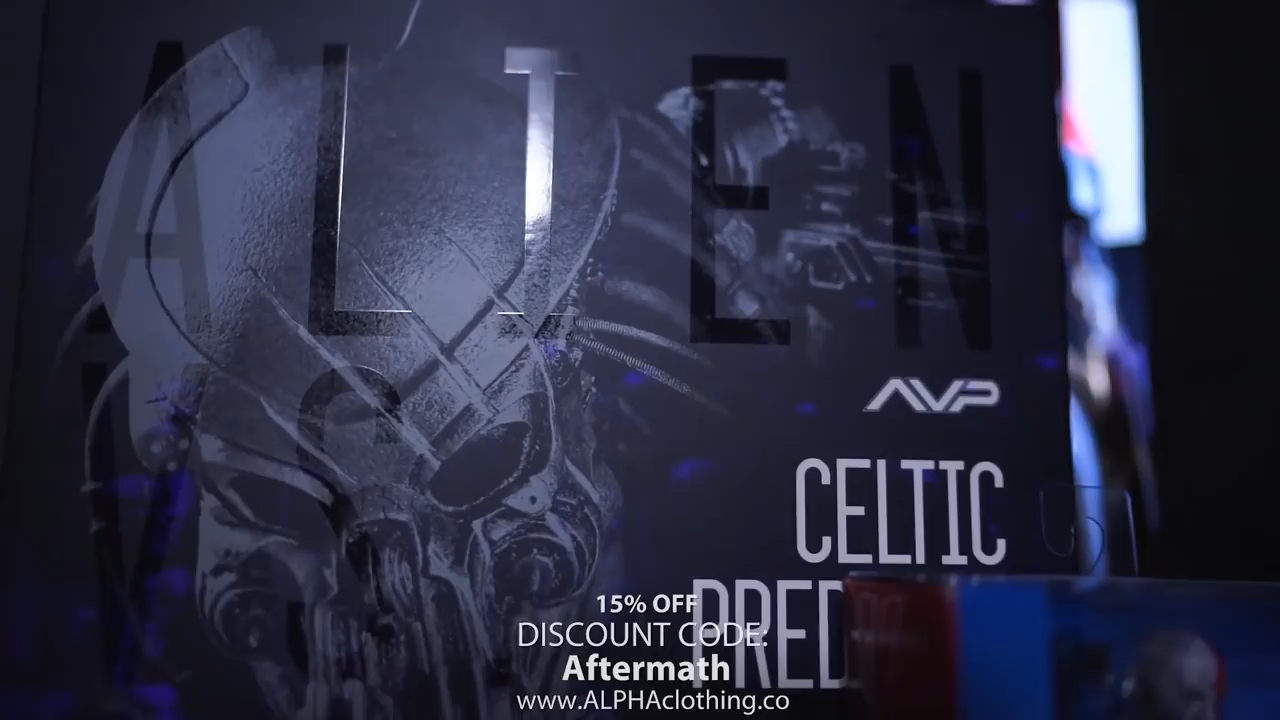 ALIEN
AVP
CELTIC
PRED
15% OFF
DISCOUNT CODE:
Aftermath
www.ALPHAclothing.co